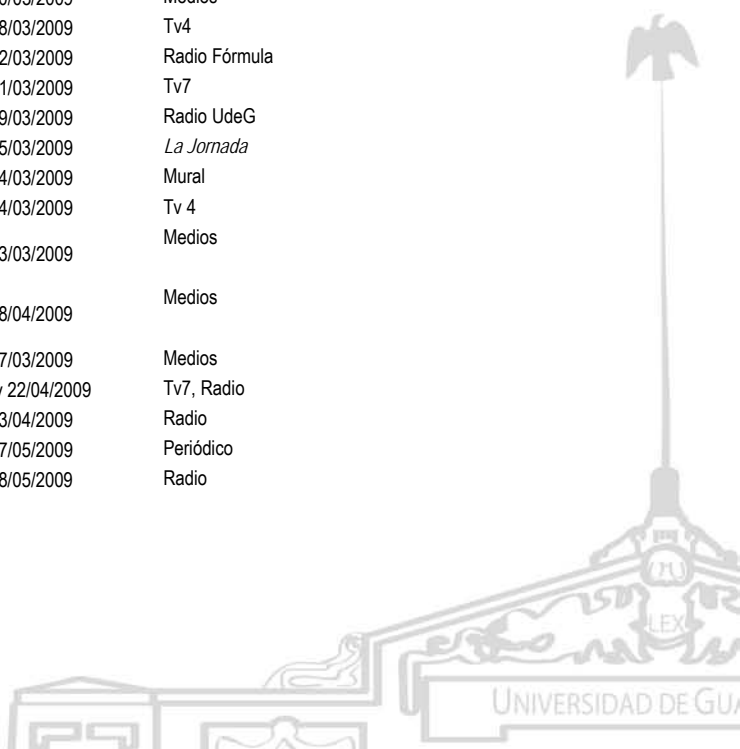 8/03/2009 Tv4
2/03/2009 Radio Fórmula
1/03/2009 Tv7
9/03/2009 Radio UdeG
5/03/2009 La Jornada
4/03/2009 Mural
4/03/2009 Tv 4
3/03/2009 Medios
8/04/2009 Medios
7/03/2009 Medios
y 22/04/2009 Tv7, Radio
3/04/2009 Radio
7/05/2009 Periódico
8/05/2009 Radio
LEX
UNIVERSIDAD DE GUA